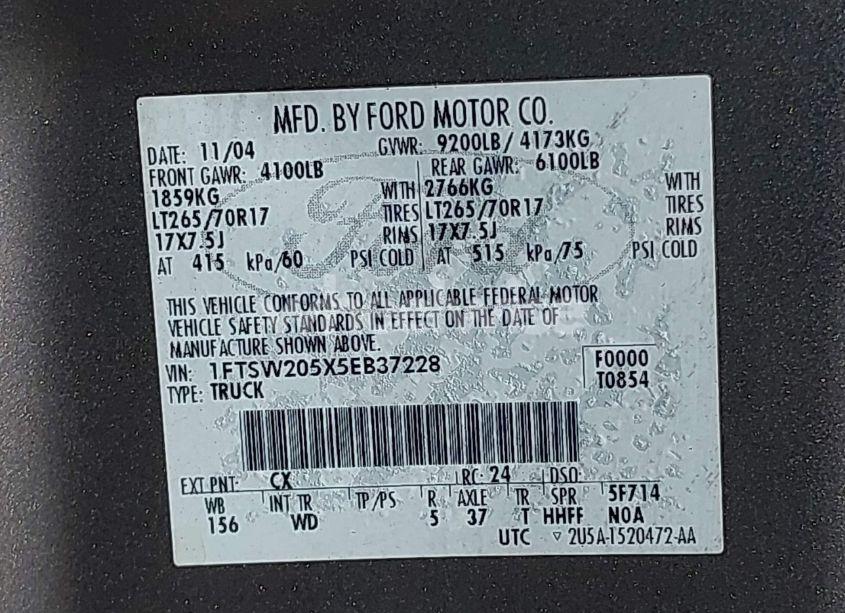 MFD. BY FORD MOTOR CO.
DATE: 11/04 GVWR: 9200LB/ 4173KG
FRONT GAWR: 4100LB REAR GAWR: 6100LB
1859KG WITH 2766KG WITH
LT265/70R17 TIRES LT265/70R17 TIRES
17X7.5J RIMS 17X7.5J RIMS
AT 415 kPa/60 PSI COLD AT 515 kPa/75 PSI COLD
THIS VEHICLE CONFORMS TO ALL APPLICABLE FEDERAL MOTOR
VEHICLE SAFETY STANDARDS IN EFFECT ON THE DATE OF
MANUFACTURE SHOWN ABOVE.
VIN: 1FTSW205X5EB37228 F0000
TYPE: TRUCK T0854
EXT PNT: CX RC: 24 DSO:
WB INT TR TP/PS R AXLE TR SPR 5F714
156 WD 5 37 T HHFF N0A
UTC ▽ 2U5A-1520472-AA